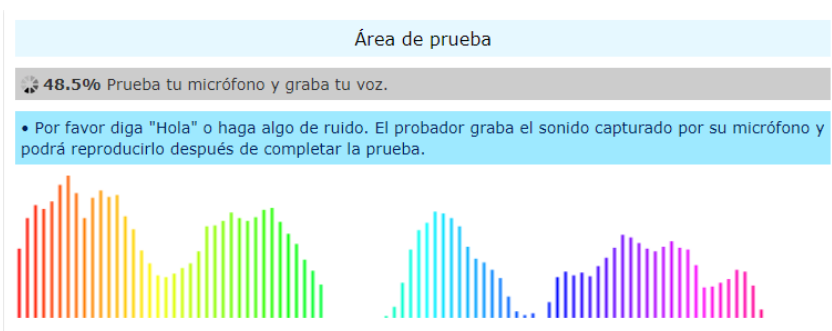 Área de prueba
48.5% Prueba tu micrófono y graba tu voz.
• Por favor diga "Hola" o haga algo de ruido. El probador graba el sonido capturado por su micrófono y
podrá reproducirlo después de completar la prueba.